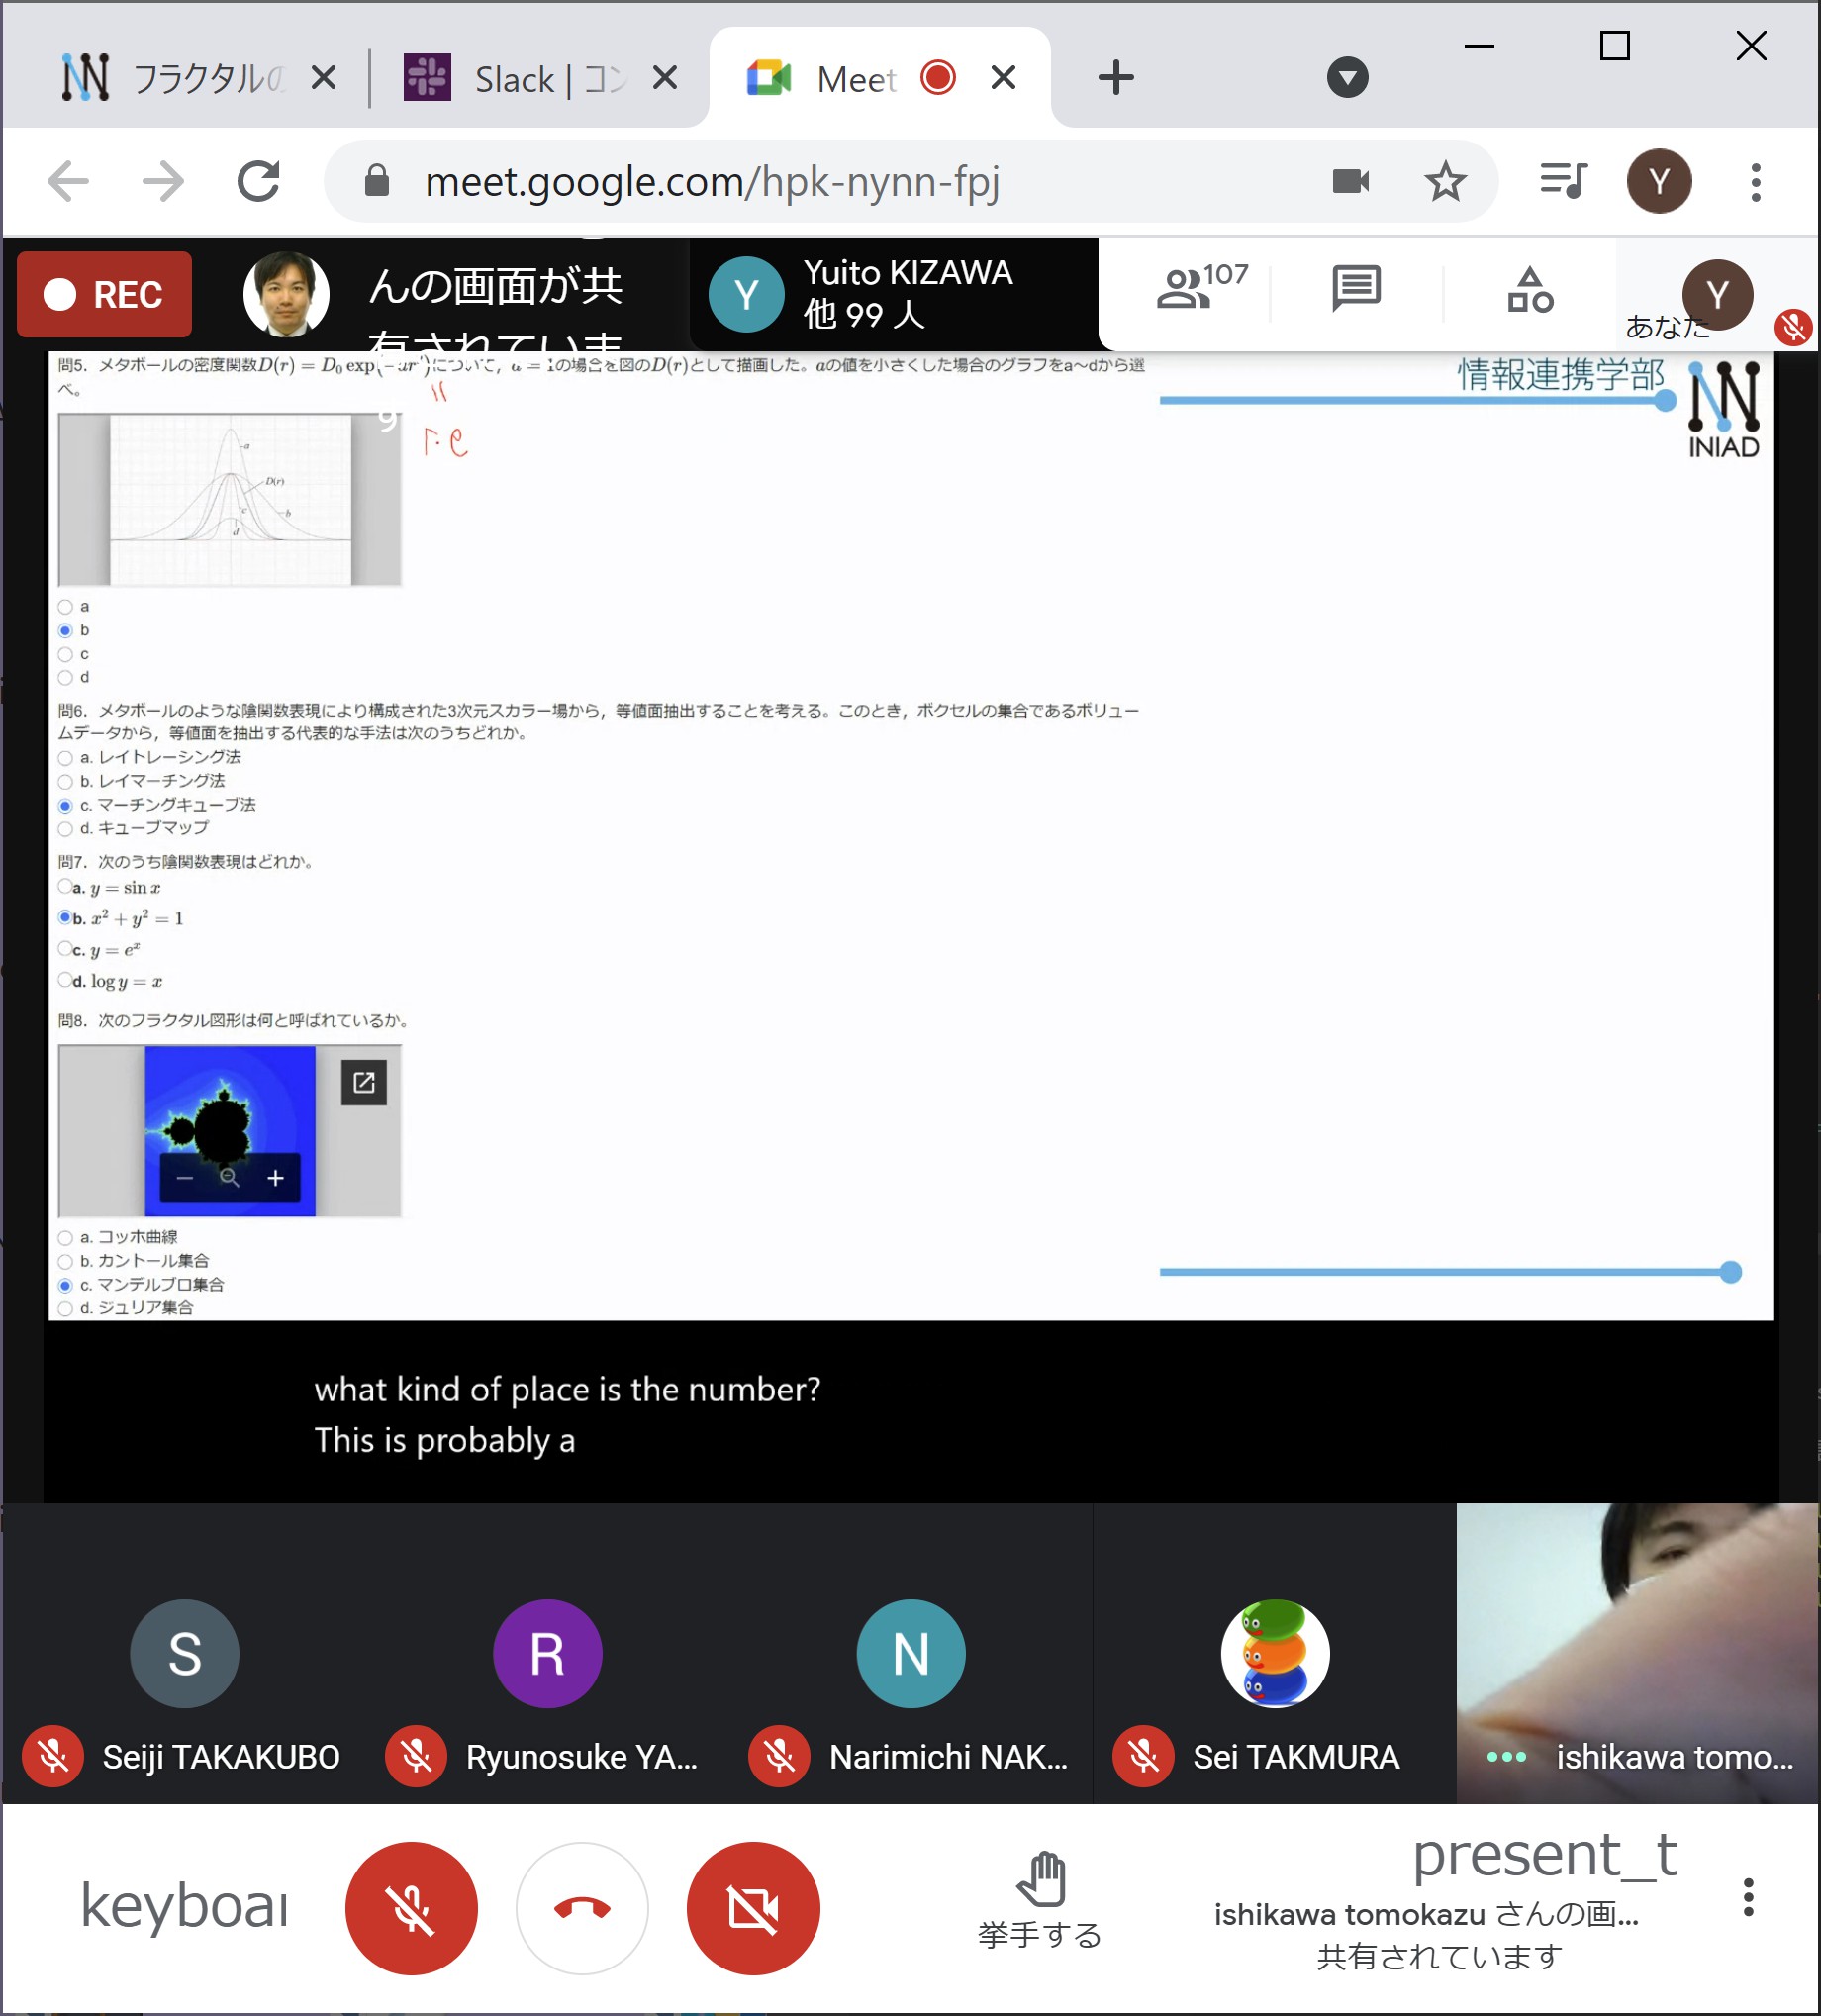 フラクタルの
Slack | コン
Meet
meet.google.com/hpk-nynn-fpj
Y
REC
んの画面が共
有されていま
Y
Yuito KIZAWA
他 99 人
107
Y
あなた
問5. メタボールの密度関数D(r) = D₀ exp(-ar²)について, a = 1の場合を図のD(r)として描画した。aの値を小さくした場合のグラフをa～dから選
べ。
情報連携学部
INIAD
a
D(r)
c
b
d
a
b
c
d
問6. メタボールのような陰関数表現により構成された3次元スカラー場から，等値面抽出することを考える。このとき，ボクセルの集合であるボリュー
ムデータから，等値面を抽出する代表的な手法は次のうちどれか。
a. レイトレーシング法
b. レイマーチング法
c. マーチングキューブ法
d. キューブマップ
問7. 次のうち陰関数表現はどれか。
a. y = sin x
b. x² + y² = 1
c. y = eˣ
d. log y = x
問8. 次のフラクタル図形は何と呼ばれているか。
a. コッホ曲線
b. カントール集合
c. マンデルブロ集合
d. ジュリア集合
what kind of place is the number?
This is probably a
S
R
N
Seiji TAKAKUBO
Ryunosuke YA...
Narimichi NAK...
Sei TAKMURA
ishikawa tomo...
keyboar
挙手する
present_t
ishikawa tomokazu さんの画...
共有されています